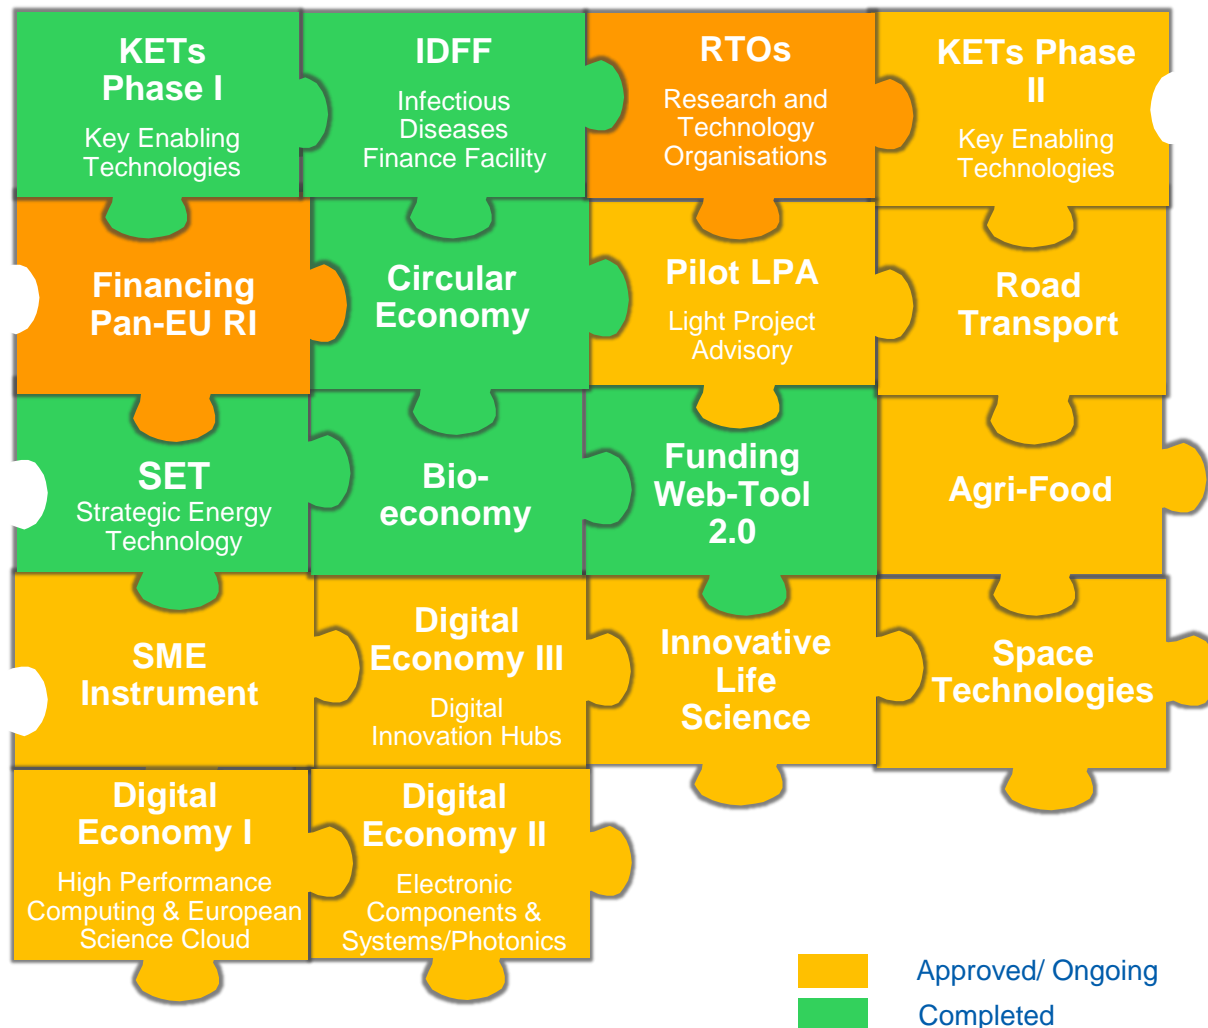 KETs
Phase I
Key Enabling
Technologies
IDFF
Infectious
Diseases
Finance Facility
RTOs
Research and
Technology
Organisations
KETs Phase
II
Key Enabling
Technologies
Financing
Pan-EU RI
Circular
Economy
Pilot LPA
Light Project
Advisory
Road
Transport
SET
Strategic Energy
Technology
Bio-
economy
Funding
Web-Tool
2.0
Agri-Food
SME
Instrument
Digital
Economy III
Digital
Innovation Hubs
Innovative
Life
Science
Space
Technologies
Digital
Economy I
High Performance
Computing & European
Science Cloud
Digital
Economy II
Electronic
Components &
Systems/Photonics
Approved/ Ongoing
Completed